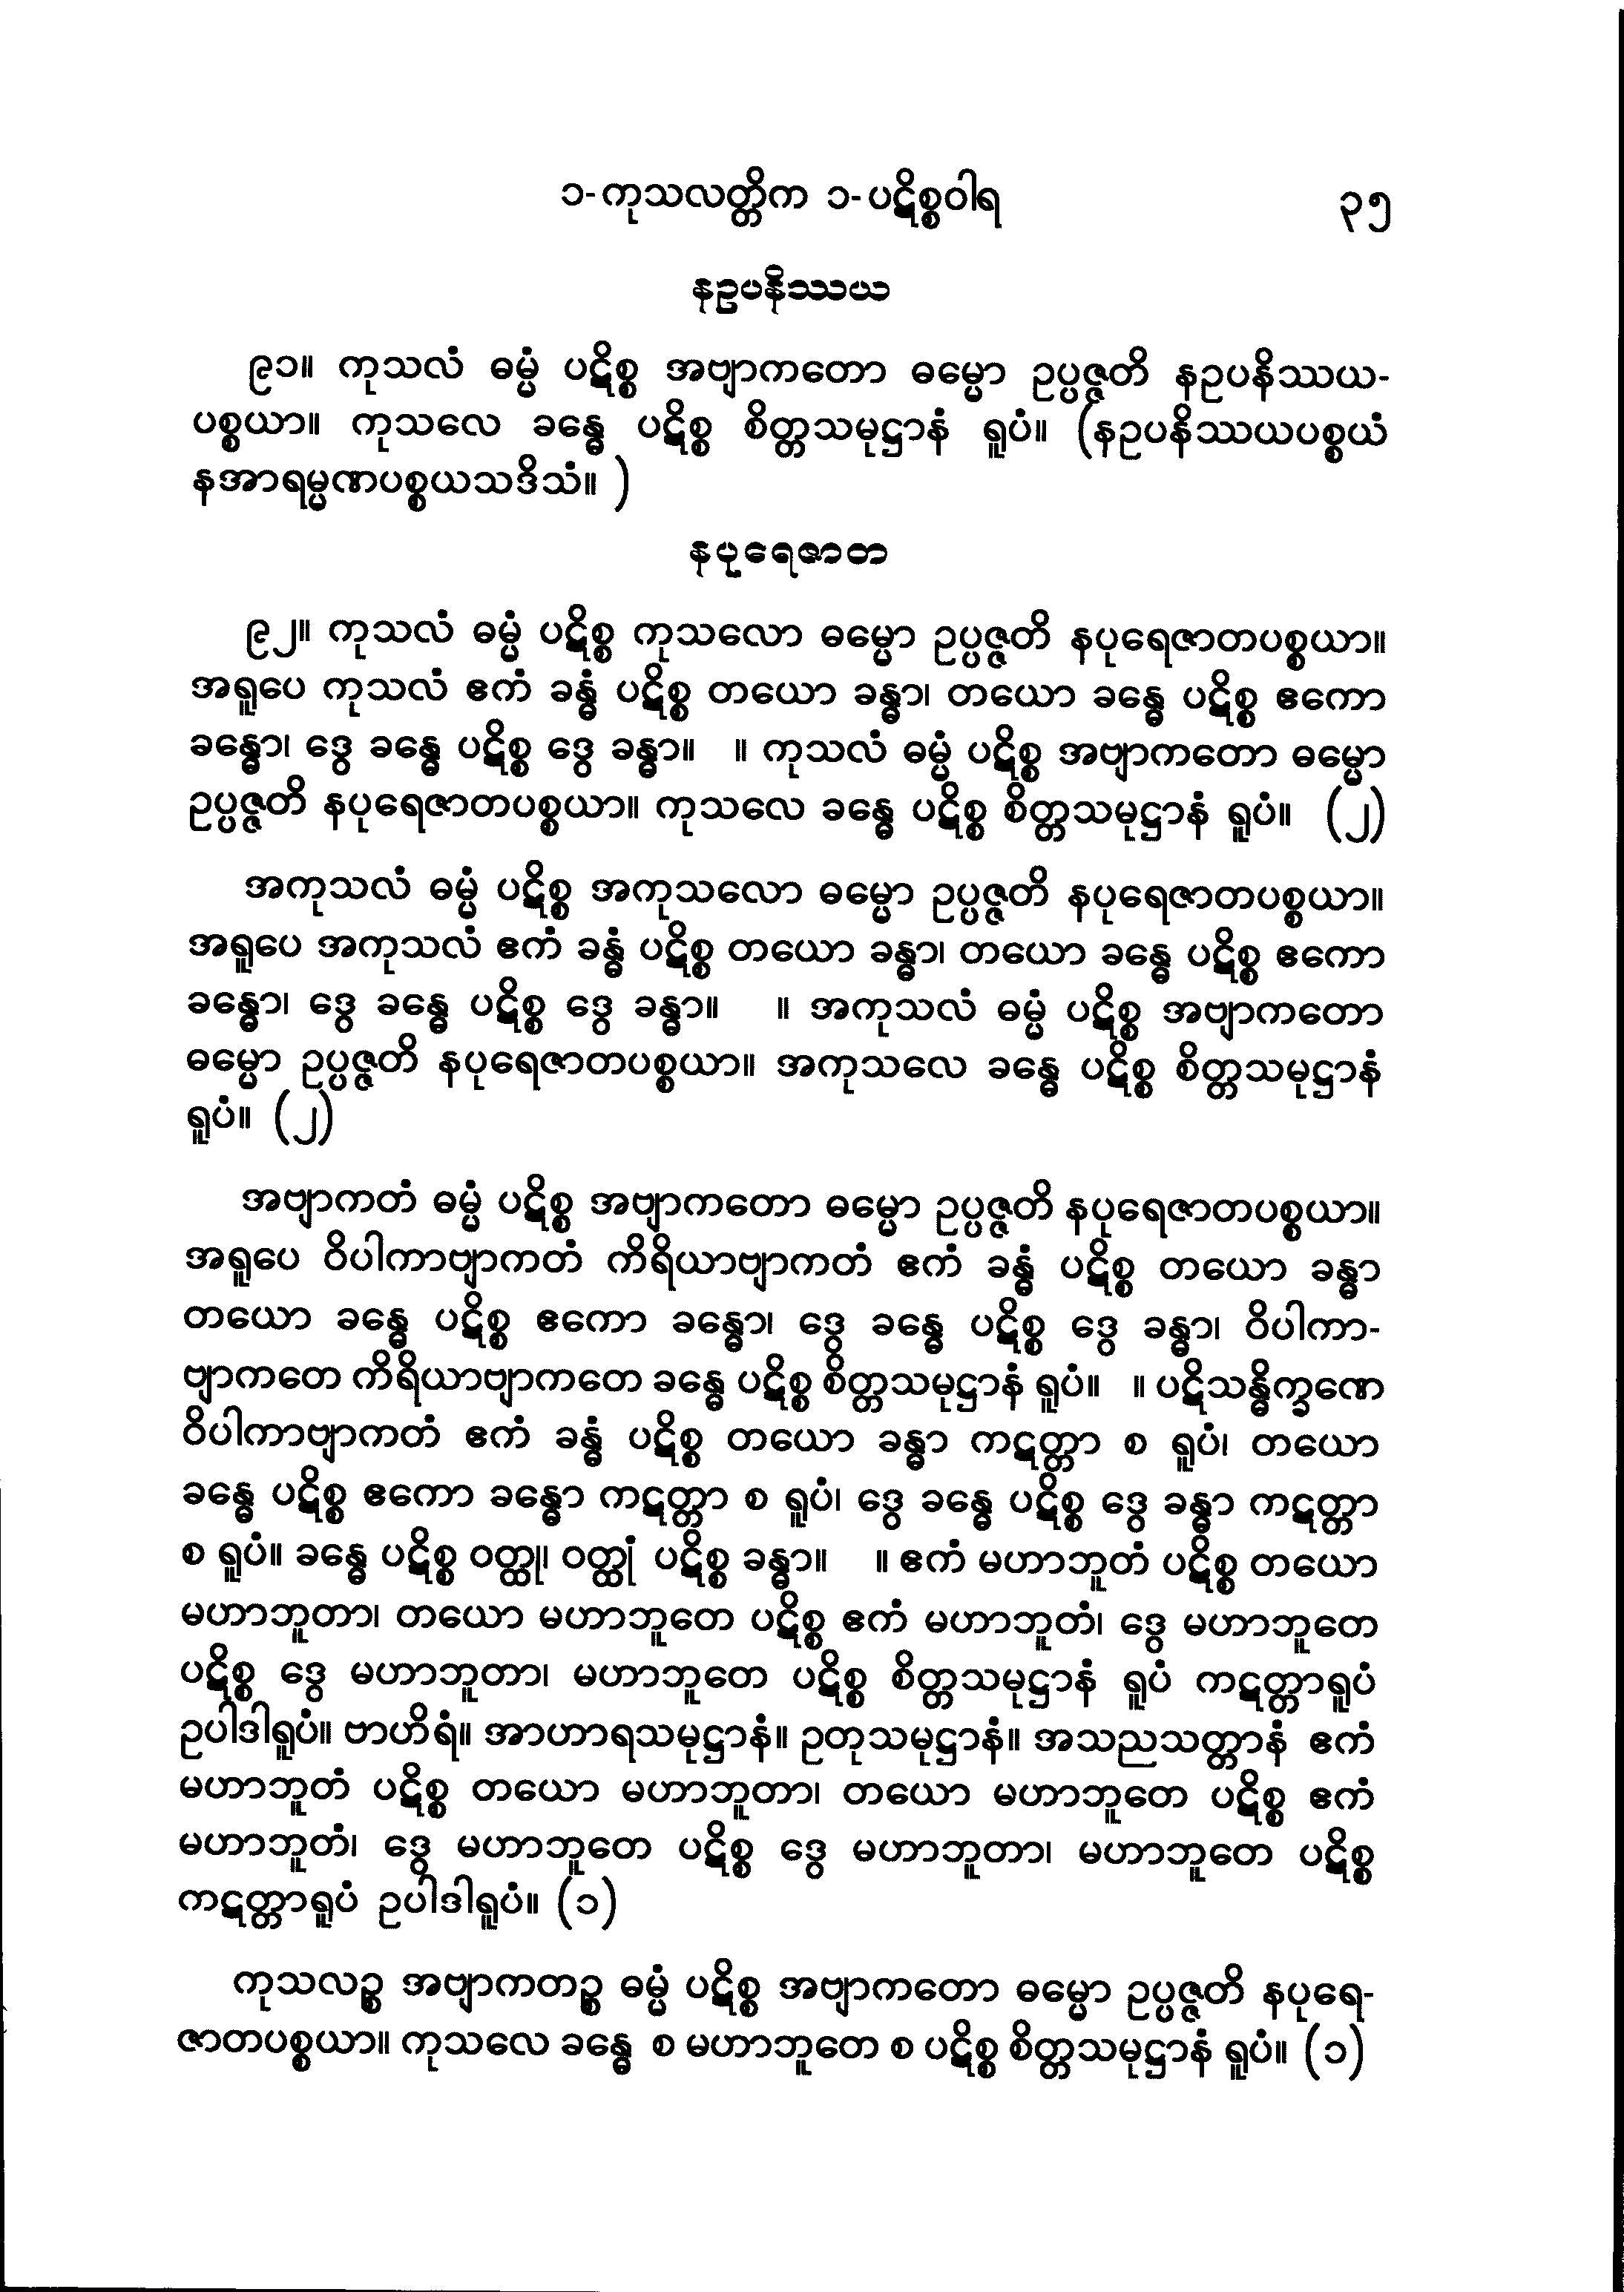 ၁-ကုသလတ္တိက ၁-ပဋိစ္စဝါရ ၃၅
နဥပနိဿယ
၉၁။ ကုသလံ ဓမ္မံ ပဋိစ္စ အဗျာကတော ဓမ္မော ဥပ္ပဇ္ဇတိ နဥပနိဿယ-
ပစ္စယာ။ ကုသလေ ခန္ဓေ ပဋိစ္စ စိတ္တသမုဋ္ဌာနံ ရူပံ။ (နဥပနိဿယပစ္စယံ
နအာရမ္မဏပစ္စယသဒိသံ။ )
နပုရေဇာတ
၉၂။ ကုသလံ ဓမ္မံ ပဋိစ္စ ကုသလော ဓမ္မော ဥပ္ပဇ္ဇတိ နပုရေဇာတပစ္စယာ။
အရူပေ ကုသလံ ဧကံ ခန္ဓံ ပဋိစ္စ တယော ခန္ဓာ၊ တယော ခန္ဓေ ပဋိစ္စ ဧကော
ခန္ဓော၊ ဒွေ ခန္ဓေ ပဋိစ္စ ဒွေ ခန္ဓာ။ ။ ကုသလံ ဓမ္မံ ပဋိစ္စ အဗျာကတော ဓမ္မော
ဥပ္ပဇ္ဇတိ နပုရေဇာတပစ္စယာ။ ကုသလေ ခန္ဓေ ပဋိစ္စ စိတ္တသမုဋ္ဌာနံ ရူပံ။ (၂)
အကုသလံ ဓမ္မံ ပဋိစ္စ အကုသလော ဓမ္မော ဥပ္ပဇ္ဇတိ နပုရေဇာတပစ္စယာ။
အရူပေ အကုသလံ ဧကံ ခန္ဓံ ပဋိစ္စ တယော ခန္ဓာ၊ တယော ခန္ဓေ ပဋိစ္စ ဧကော
ခန္ဓော၊ ဒွေ ခန္ဓေ ပဋိစ္စ ဒွေ ခန္ဓာ။ ။ အကုသလံ ဓမ္မံ ပဋိစ္စ အဗျာကတော
ဓမ္မော ဥပ္ပဇ္ဇတိ နပုရေဇာတပစ္စယာ။ အကုသလေ ခန္ဓေ ပဋိစ္စ စိတ္တသမုဋ္ဌာနံ
ရူပံ။ (၂)
အဗျာကတံ ဓမ္မံ ပဋိစ္စ အဗျာကတော ဓမ္မော ဥပ္ပဇ္ဇတိ နပုရေဇာတပစ္စယာ။
အရူပေ ဝိပါကာဗျာကတံ ကိရိယာဗျာကတံ ဧကံ ခန္ဓံ ပဋိစ္စ တယော ခန္ဓာ
တယော ခန္ဓေ ပဋိစ္စ ဧကော ခန္ဓော၊ ဒွေ ခန္ဓေ ပဋိစ္စ ဒွေ ခန္ဓာ၊ ဝိပါကာ-
ဗျာကတေ ကိရိယာဗျာကတေ ခန္ဓေ ပဋိစ္စ စိတ္တသမုဋ္ဌာနံ ရူပံ။ ။ ပဋိသန္ဓိက္ခဏေ
ဝိပါကာဗျာကတံ ဧကံ ခန္ဓံ ပဋိစ္စ တယော ခန္ဓာ ကဋတ္တာ စ ရူပံ၊ တယော
ခန္ဓေ ပဋိစ္စ ဧကော ခန္ဓော ကဋတ္တာ စ ရူပံ၊ ဒွေ ခန္ဓေ ပဋိစ္စ ဒွေ ခန္ဓာ ကဋတ္တာ
စ ရူပံ။ ခန္ဓေ ပဋိစ္စ ဝတ္ထု၊ ဝတ္ထုံ ပဋိစ္စ ခန္ဓာ။ ။ ဧကံ မဟာဘူတံ ပဋိစ္စ တယော
မဟာဘူတာ၊ တယော မဟာဘူတေ ပဋိစ္စ ဧကံ မဟာဘူတံ၊ ဒွေ မဟာဘူတေ
ပဋိစ္စ ဒွေ မဟာဘူတာ၊ မဟာဘူတေ ပဋိစ္စ စိတ္တသမုဋ္ဌာနံ ရူပံ ကဋတ္တာရူပံ
ဥပါဒါရူပံ။ ဗာဟိရံ။ အာဟာရသမုဋ္ဌာနံ။ ဥတုသမုဋ္ဌာနံ။ အသညသတ္တာနံ ဧကံ
မဟာဘူတံ ပဋိစ္စ တယော မဟာဘူတာ၊ တယော မဟာဘူတေ ပဋိစ္စ ဧကံ
မဟာဘူတံ၊ ဒွေ မဟာဘူတေ ပဋိစ္စ ဒွေ မဟာဘူတာ၊ မဟာဘူတေ ပဋိစ္စ
ကဋတ္တာရူပံ ဥပါဒါရူပံ။ (၁)
ကုသလဉ္စ အဗျာကတဉ္စ ဓမ္မံ ပဋိစ္စ အဗျာကတော ဓမ္မော ဥပ္ပဇ္ဇတိ နပုရေ-
ဇာတပစ္စယာ။ ကုသလေ ခန္ဓေ စ မဟာဘူတေ စ ပဋိစ္စ စိတ္တသမုဋ္ဌာနံ ရူပံ။ (၁)